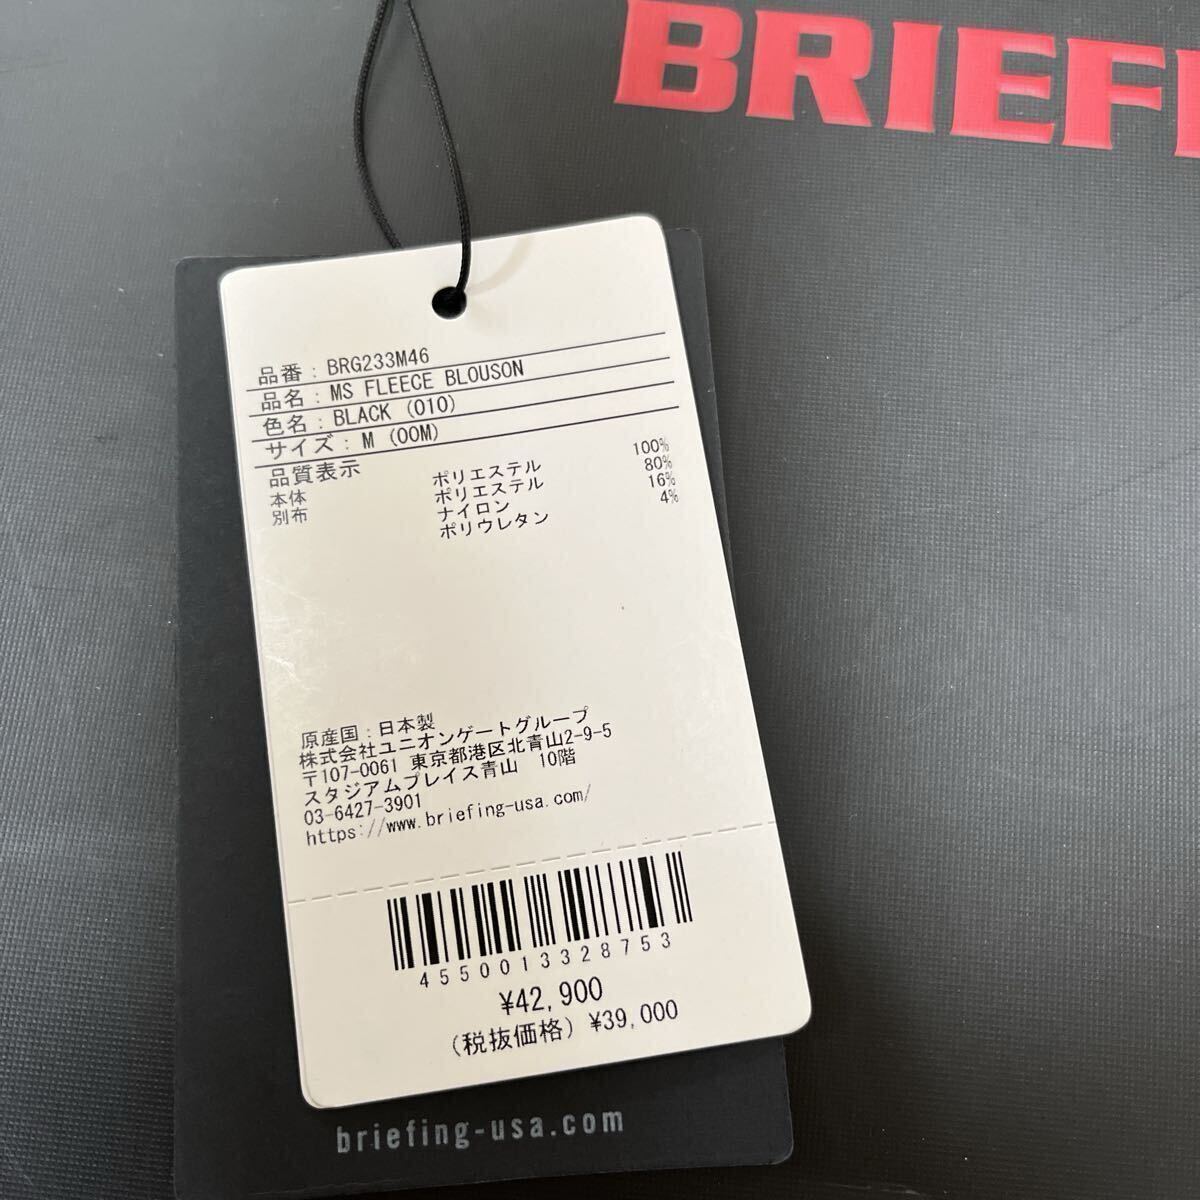 BRIEF
品番 : BRG233M46
品名 : MS FLEECE BLOUSON
色名 : BLACK (010)
サイズ : M (00M)
品質表示
本体 ポリエステル 100%
別布 ポリエステル 80%
ナイロン 16%
ポリウレタン 4%
原産国 : 日本製
株式会社ユニオンゲートグループ
〒107-0061 東京都港区北青山2-9-5
スタジアムプレイス青山 10階
03-6427-3901
https://www.briefing-usa.com/
4550013328753
¥42,900
(税抜価格) ¥39,000
briefing-usa.com